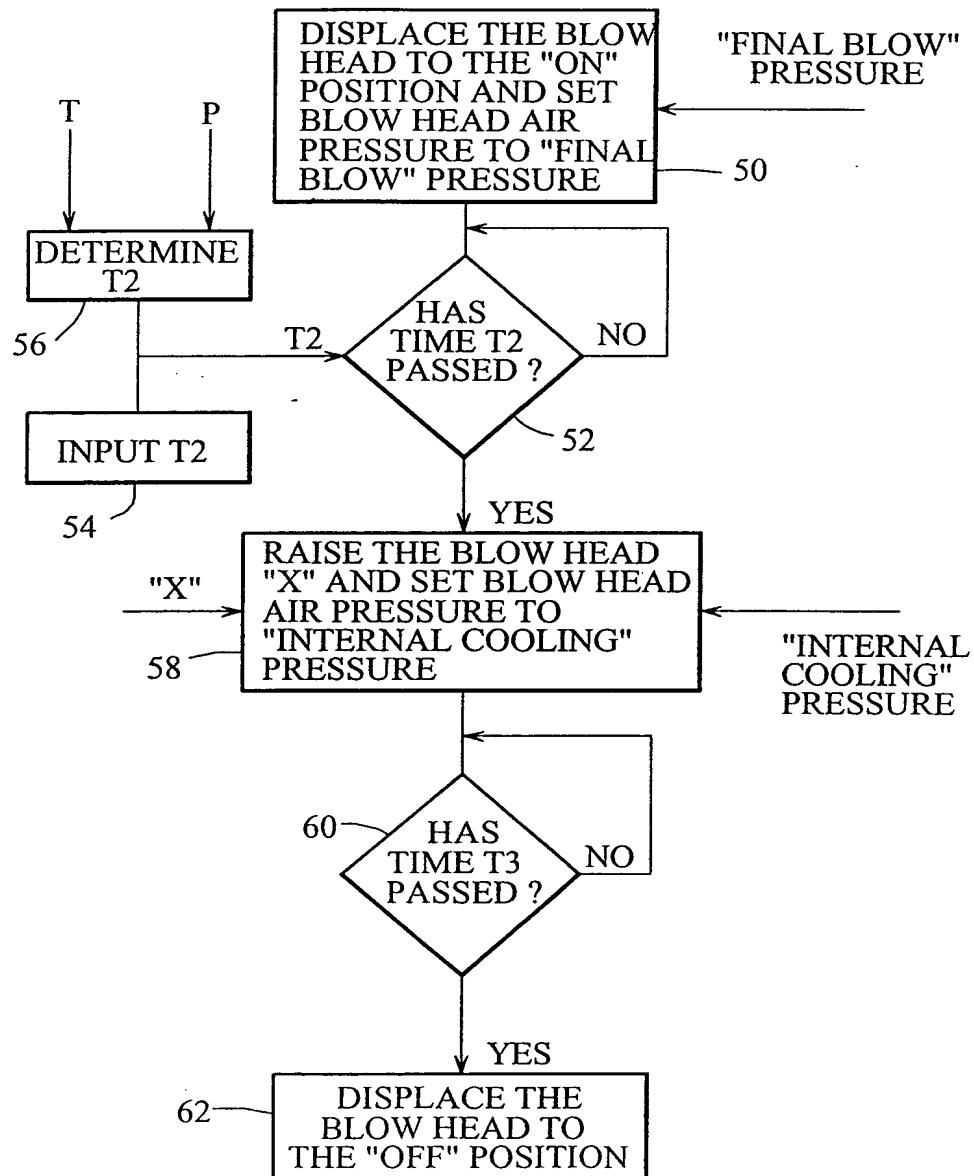 DISPLACE THE BLOW
HEAD TO THE "ON"
POSITION AND SET
BLOW HEAD AIR
PRESSURE TO "FINAL
BLOW" PRESSURE
"FINAL BLOW"
PRESSURE
50
T
P
DETERMINE
T2
56
T2
HAS
TIME T2
PASSED ?
NO
52
INPUT T2
54
YES
RAISE THE BLOW HEAD
"X" AND SET BLOW HEAD
AIR PRESSURE TO
"INTERNAL COOLING"
PRESSURE
"X"
58
"INTERNAL
COOLING"
PRESSURE
60
HAS
TIME T3
PASSED ?
NO
YES
62
DISPLACE THE
BLOW HEAD TO
THE "OFF" POSITION